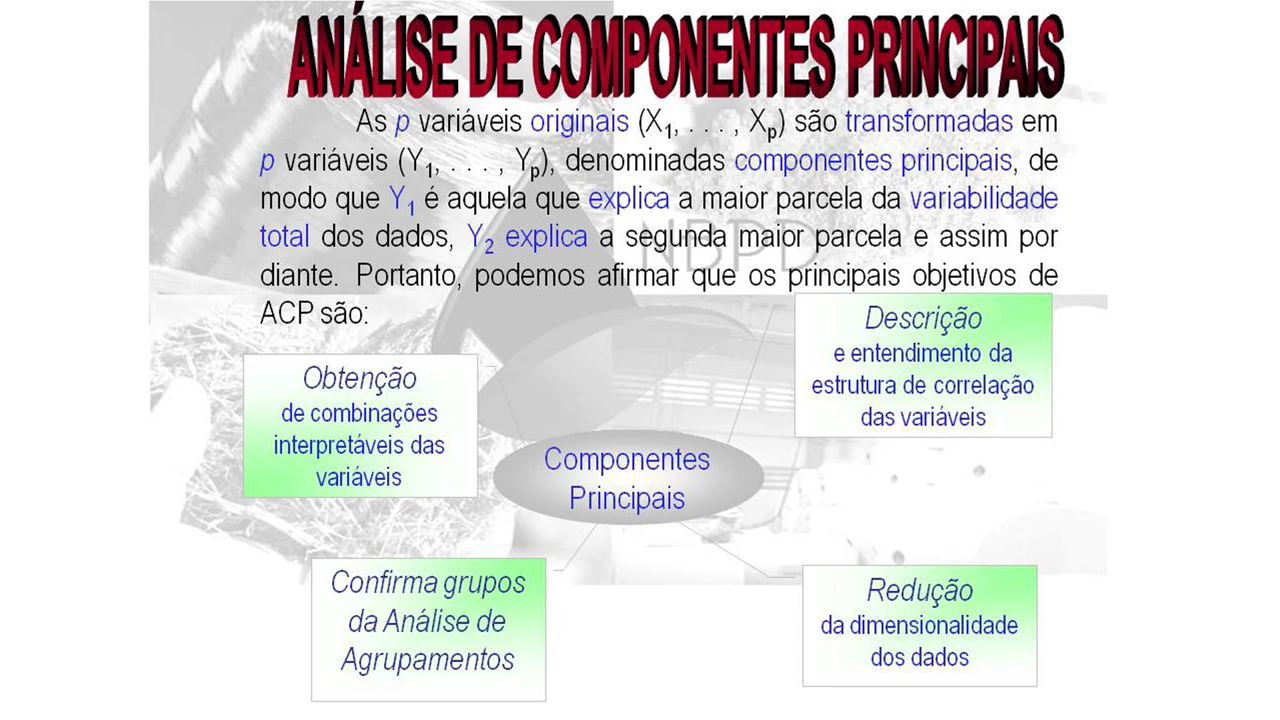 ANÁLISE DE COMPONENTES PRINCIPAIS
As p variáveis originais (X1, . . . , Xp) são transformadas em
p variáveis (Y1, . . . , Yp), denominadas componentes principais, de
modo que Y1 é aquela que explica a maior parcela da variabilidade
total dos dados, Y2 explica a segunda maior parcela e assim por
diante. Portanto, podemos afirmar que os principais objetivos de
ACP são:
NBPD
Descrição
e entendimento da
estrutura de correlação
das variáveis
Obtenção
de combinações
interpretáveis das
variáveis
Componentes
Principais
Confirma grupos
da Análise de
Agrupamentos
Redução
da dimensionalidade
dos dados